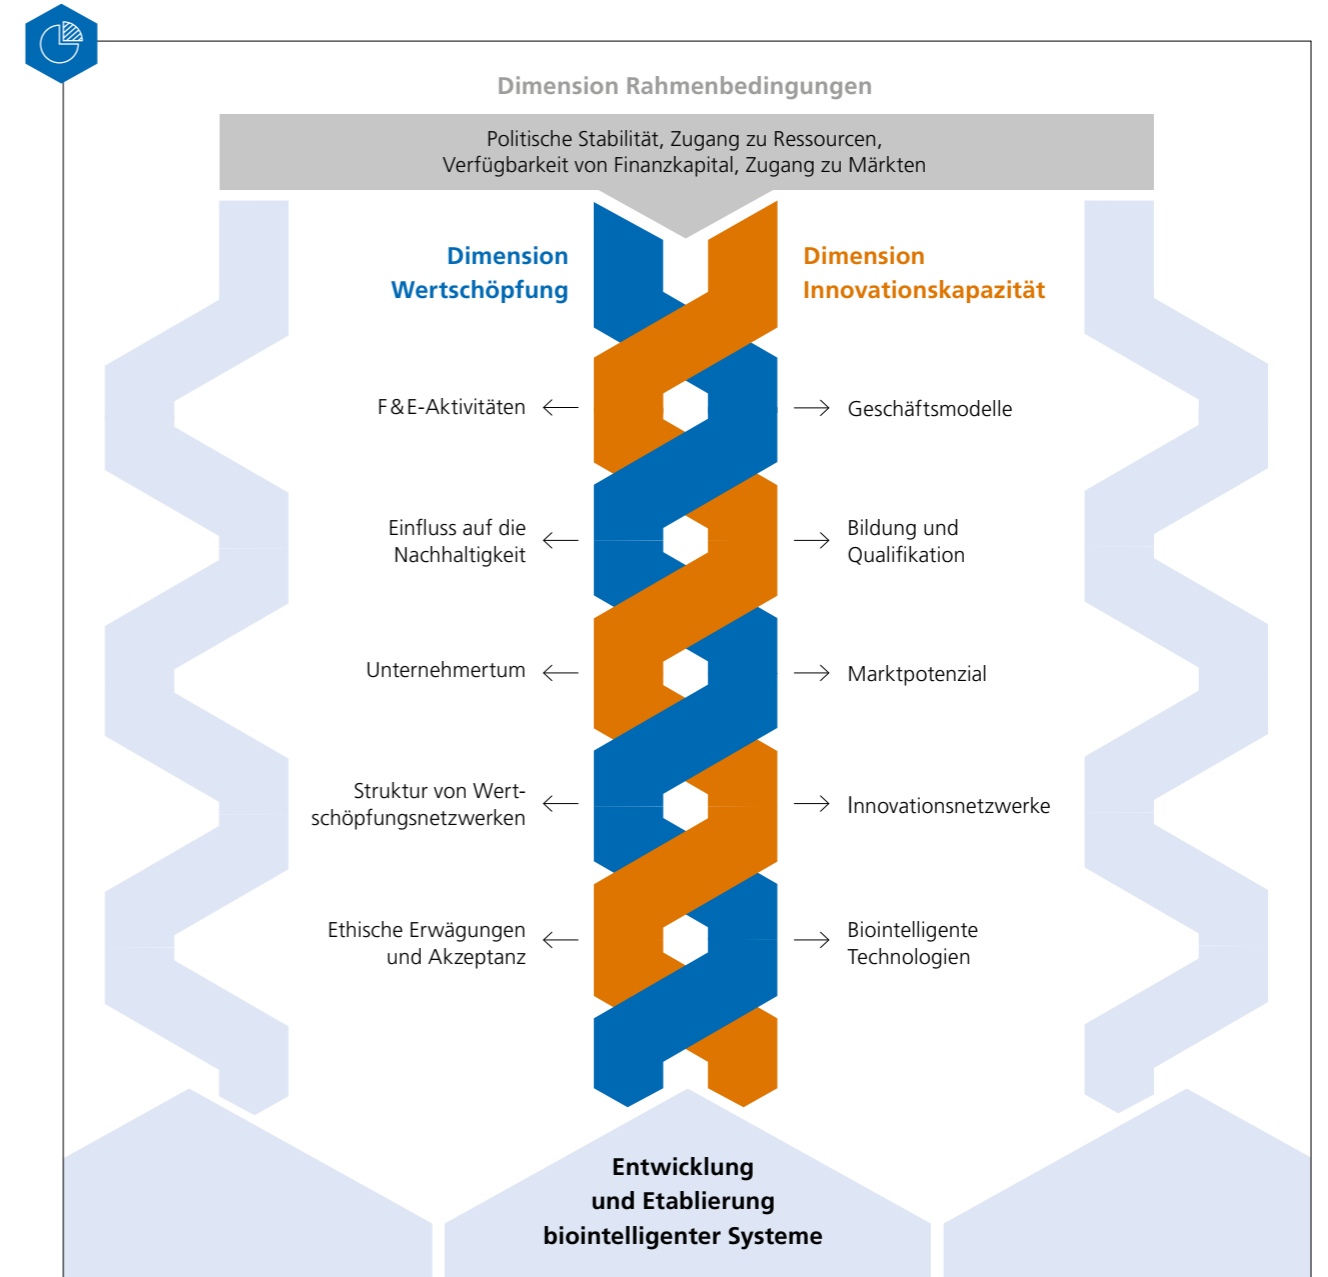 Dimension Rahmenbedingungen
Politische Stabilität, Zugang zu Ressourcen,
Verfügbarkeit von Finanzkapital, Zugang zu Märkten
Dimension
Wertschöpfung
Dimension
Innovationskapazität
F&E-Aktivitäten
Geschäftsmodelle
Einfluss auf die
Nachhaltigkeit
Bildung und
Qualifikation
Unternehmertum
Marktpotenzial
Struktur von Wert-
schöpfungsnetzwerken
Innovationsnetzwerke
Ethische Erwägungen
und Akzeptanz
Biointelligente
Technologien
Entwicklung
und Etablierung
biointelligenter Systeme